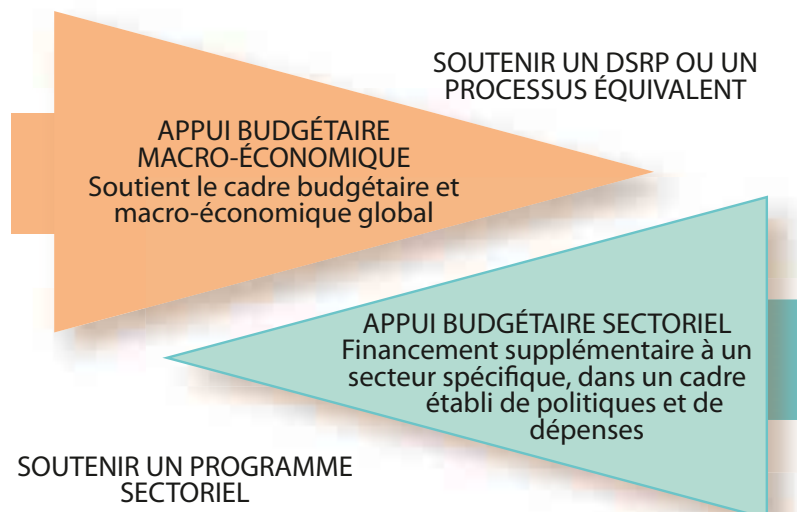 SOUTENIR UN DSRP OU UN
PROCESSUS ÉQUIVALENT
APPUI BUDGÉTAIRE
MACRO-ÉCONOMIQUE
Soutient le cadre budgétaire et
macro-économique global
APPUI BUDGÉTAIRE SECTORIEL
Financement supplémentaire à un
secteur spécifique, dans un cadre
établi de politiques et de
dépenses
SOUTENIR UN PROGRAMME
SECTORIEL